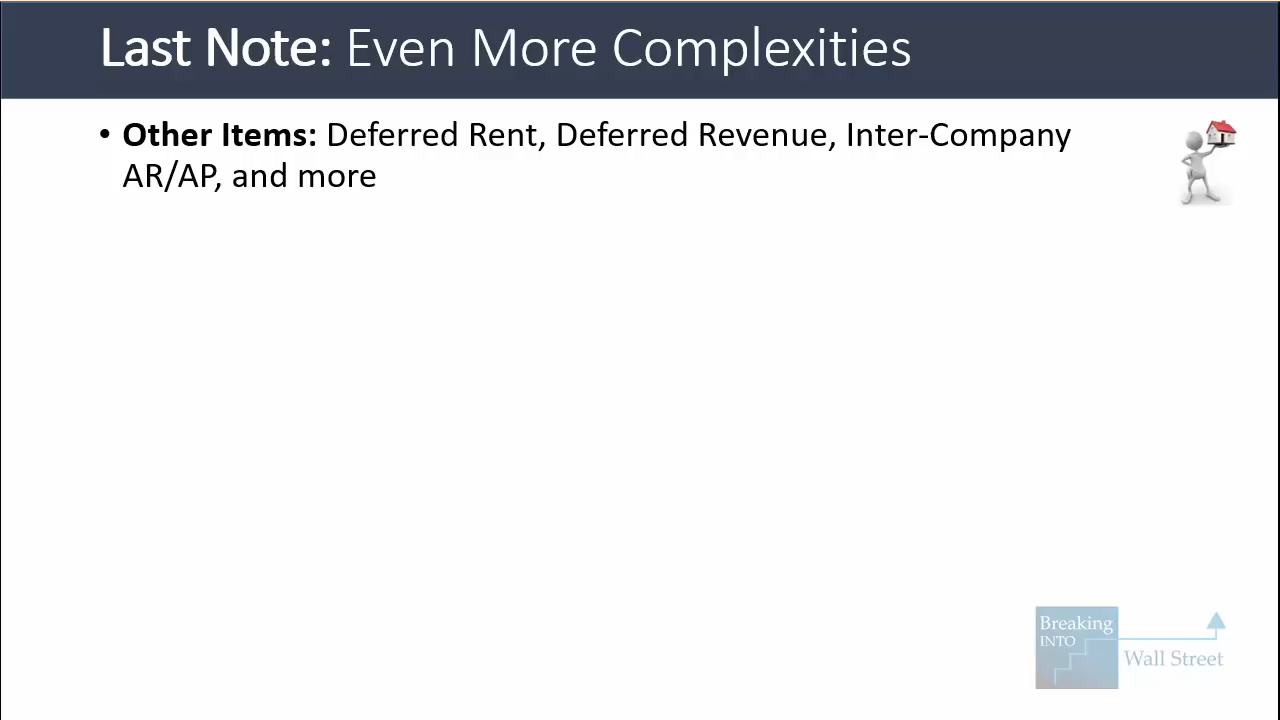 Last Note: Even More Complexities
• Other Items: Deferred Rent, Deferred Revenue, Inter-Company
AR/AP, and more
Breaking
INTO
Wall Street